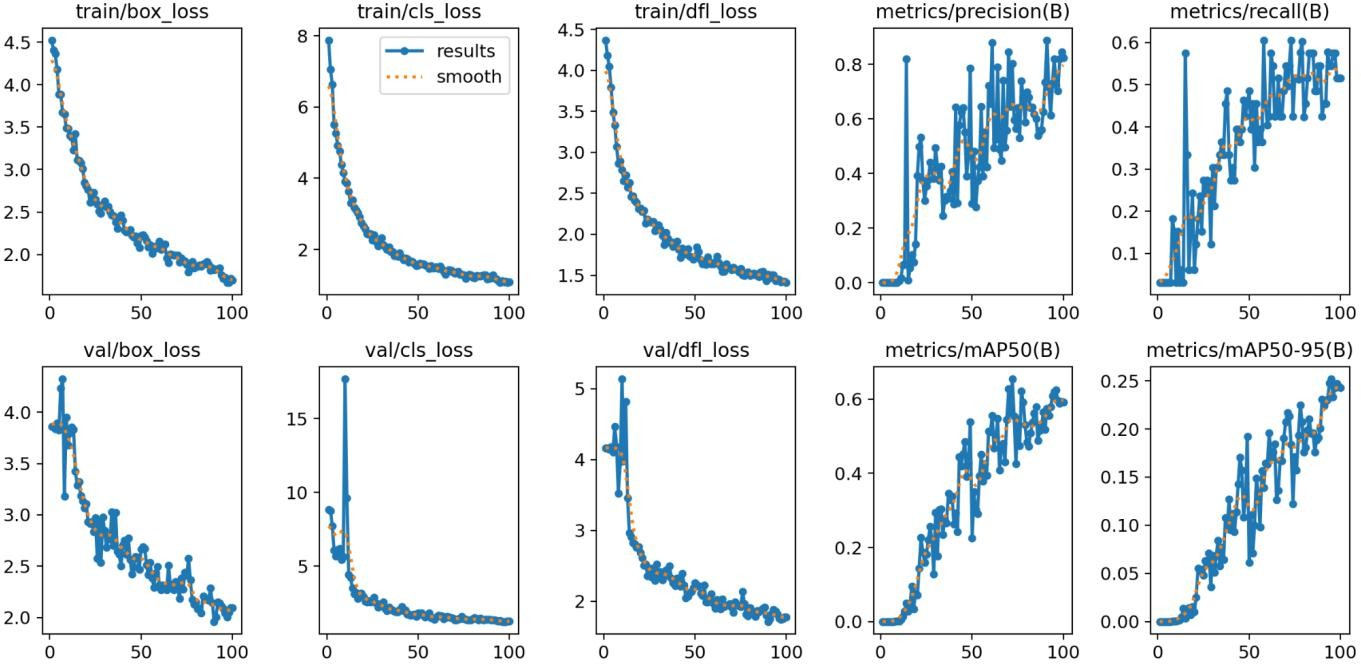 train/box_loss
train/cls_loss
train/dfl_loss
metrics/precision(B)
metrics/recall(B)
4.5
4.0
3.5
3.0
2.5
2.0
0 50 100
8
6
4
2
results
smooth
0 50 100
4.5
4.0
3.5
3.0
2.5
2.0
1.5
0 50 100
0.8
0.6
0.4
0.2
0.0
0 50 100
0.6
0.5
0.4
0.3
0.2
0.1
0 50 100
val/box_loss
val/cls_loss
val/dfl_loss
metrics/mAP50(B)
metrics/mAP50-95(B)
4.0
3.5
3.0
2.5
2.0
0 50 100
15
10
5
0 50 100
5
4
3
2
0 50 100
0.6
0.4
0.2
0.0
0 50 100
0.25
0.20
0.15
0.10
0.05
0.00
0 50 100